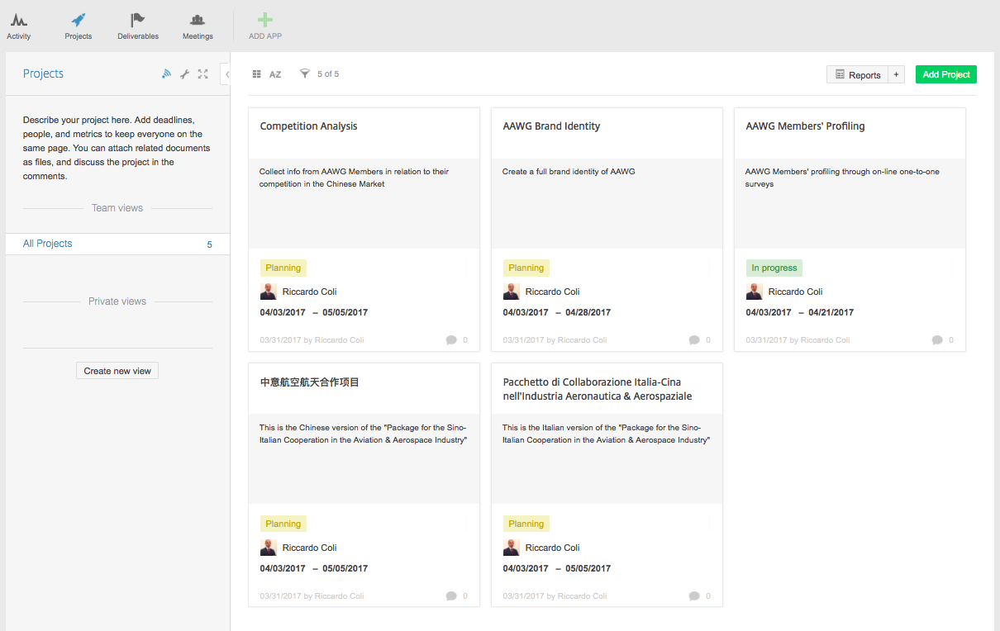 Activity
Projects
Deliverables
Meetings
ADD APP
Projects
Describe your project here. Add deadlines,
people, and metrics to keep everyone on the
same page. You can attach related documents
as files, and discuss the project in the
comments.
Team views
All Projects 5
Private views
Create new view
A-Z
5 of 5
Reports +
Add Project
Competition Analysis
Collect info from AAWG Members in relation to their
competition in the Chinese Market
Planning
Riccardo Coli
04/03/2017 – 05/05/2017
03/31/2017 by Riccardo Coli 0
AAWG Brand Identity
Create a full brand identity of AAWG
Planning
Riccardo Coli
04/03/2017 – 04/28/2017
03/31/2017 by Riccardo Coli 0
AAWG Members' Profiling
AAWG Members' profiling through on-line one-to-one
surveys
In progress
Riccardo Coli
04/03/2017 – 04/21/2017
03/31/2017 by Riccardo Coli 0
中意航空航天合作项目
This is the Chinese version of the "Package for the Sino-
Italian Cooperation in the Aviation & Aerospace Industry"
Planning
Riccardo Coli
04/03/2017 – 05/05/2017
03/31/2017 by Riccardo Coli 0
Pacchetto di Collaborazione Italia-Cina
nell'Industria Aeronautica & Aerospaziale
This is the Italian version of the "Package for the Sino-
Italian Cooperation in the Aviation & Aerospace Industry"
Planning
Riccardo Coli
04/03/2017 – 05/05/2017
03/31/2017 by Riccardo Coli 0